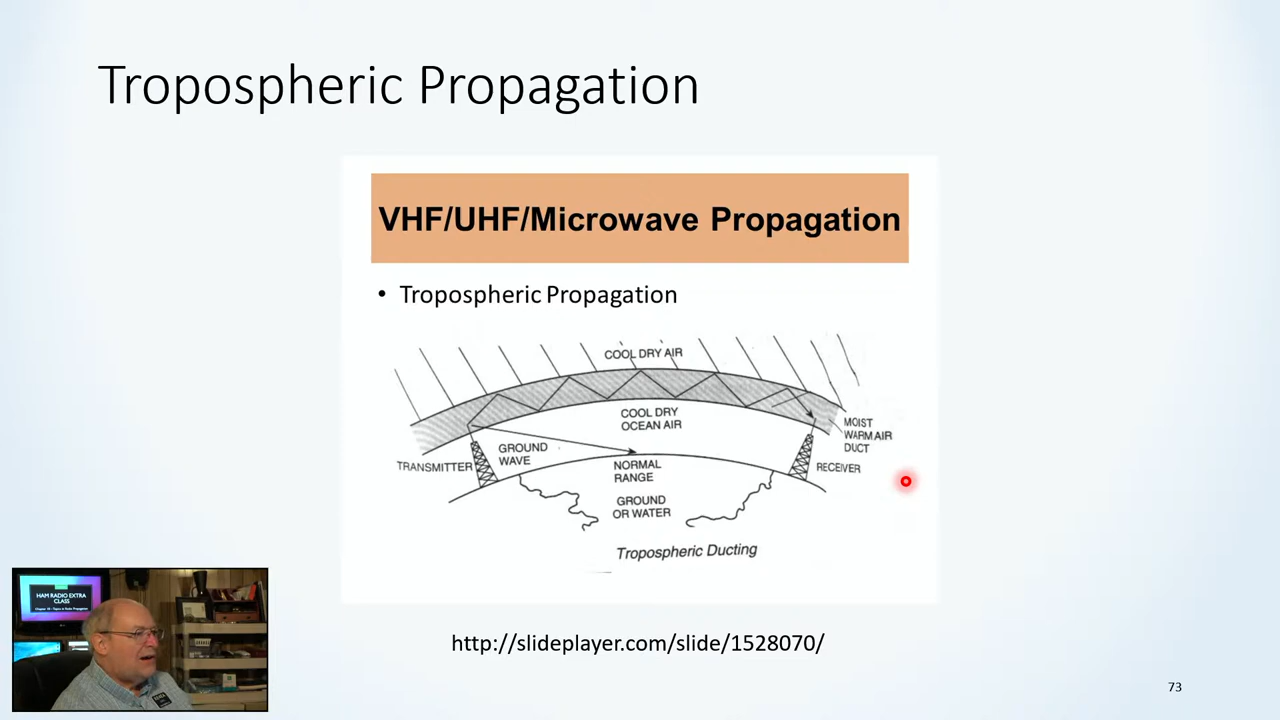 Tropospheric Propagation
VHF/UHF/Microwave Propagation
• Tropospheric Propagation
COOL DRY AIR
COOL DRY
OCEAN AIR
MOIST
WARM AIR
DUCT
GROUND
WAVE
TRANSMITTER
NORMAL
RANGE
RECEIVER
GROUND
OR WATER
Tropospheric Ducting
http://slideplayer.com/slide/1528070/
HAM RADIO EXTRA
CLASS
73